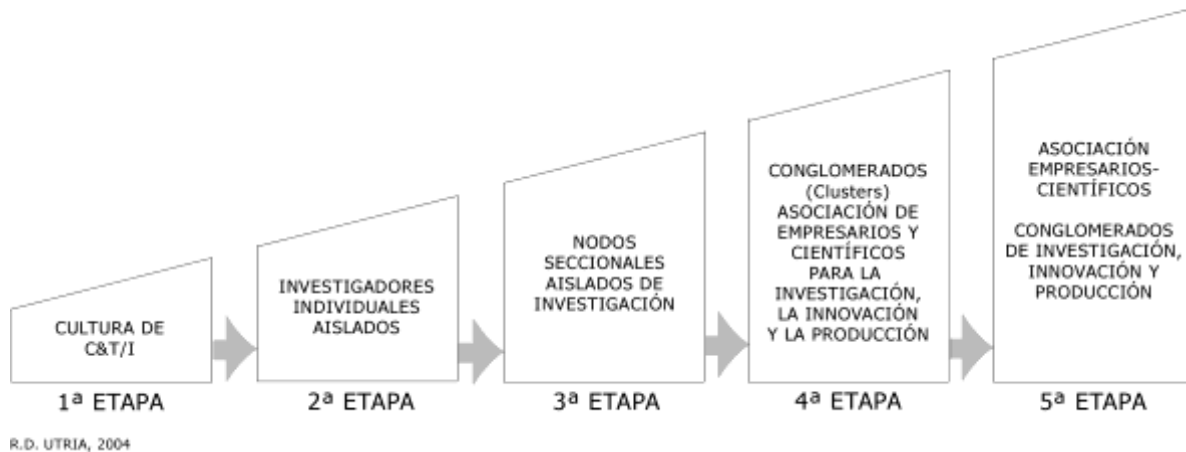 CULTURA DE
C&T/I
1ª ETAPA
INVESTIGADORES
INDIVIDUALES
AISLADOS
2ª ETAPA
NODOS
SECCIONALES
AISLADOS DE
INVESTIGACIÓN
3ª ETAPA
CONGLOMERADOS
(Clusters)
ASOCIACIÓN DE
EMPRESARIOS Y
CIENTÍFICOS
PARA LA
INVESTIGACIÓN,
LA INNOVACIÓN
Y LA PRODUCCIÓN
4ª ETAPA
ASOCIACIÓN
EMPRESARIOS-
CIENTÍFICOS
CONGLOMERADOS
DE INVESTIGACIÓN,
INNOVACIÓN Y
PRODUCCIÓN
5ª ETAPA
R.D. UTRIA, 2004